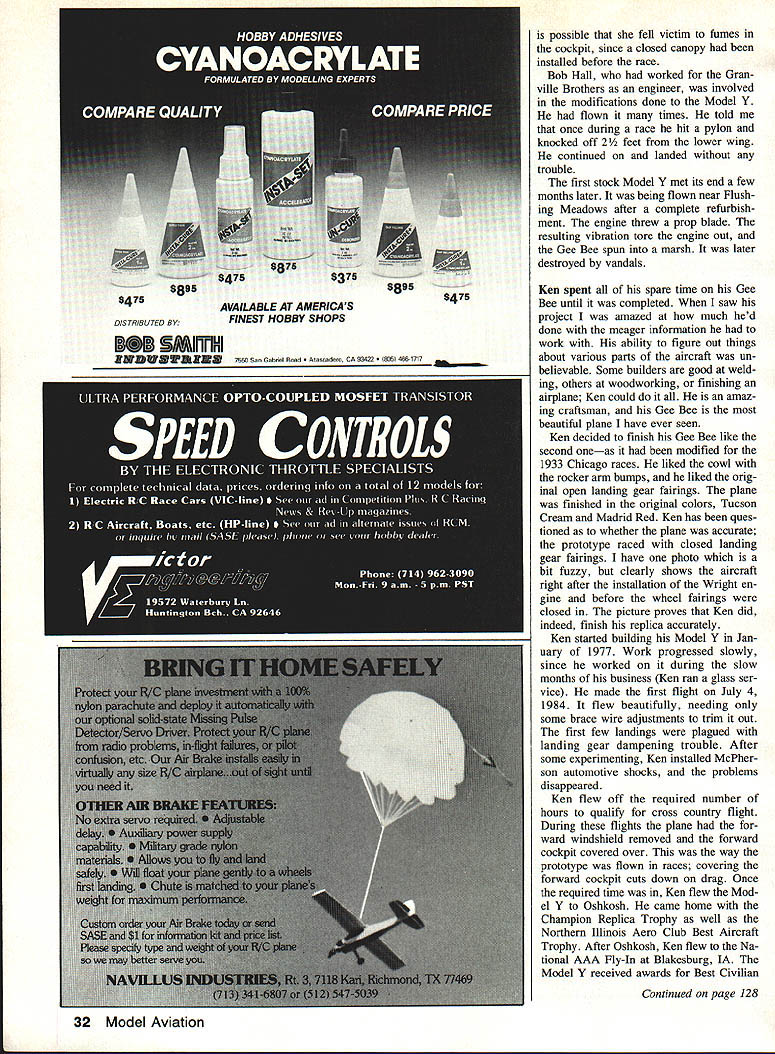 HOBBY ADHESIVES
CYANOACRYLATE
FORMULATED BY MODELLING EXPERTS
COMPARE QUALITY
COMPARE PRICE
CYANOACRYLATE
INSTA-SET
ACCELERATOR
INSTA-SET
$4.75
$8.95
$4.75
$8.75
$3.75
$8.95
$4.75
AVAILABLE AT AMERICA'S
FINEST HOBBY SHOPS
DISTRIBUTED BY:
BOB SMITH
INDUSTRIES
7550 San Gabriel Road • Atascadero, CA 93422 • (805) 466-1717
ULTRA PERFORMANCE OPTO-COUPLED MOSFET TRANSISTOR
SPEED CONTROLS
BY THE ELECTRONIC THROTTLE SPECIALISTS
For complete technical data, prices, ordering info on a total of 12 models for:
1) Electric R/C Race Cars (VIC-line) ♦ See our ad in Competition Plus, R C Racing
News & Rev-Up magazines.
2) R/C Aircraft, Boats, etc. (HP-line) ♦ See our ad in alternate issues of RCM,
or inquire by mail (SASE please), phone or see your hobby dealer.
Victor
Engineering
19572 Waterbury Ln.
Huntington Bch., CA 92646
Phone: (714) 962-3090
Mon.-Fri. 9 a.m. - 5 p.m. PST
BRING IT HOME SAFELY
Protect your R/C plane investment with a 100%
nylon parachute and deploy it automatically with
our optional solid-state Missing Pulse
Detector/Servo Driver. Protect your R/C plane
from radio problems, in-flight failures, or pilot
confusion, etc. Our Air Brake installs easily in
virtually any size R/C airplane...out of sight until
you need it.
OTHER AIR BRAKE FEATURES:
No extra servo required. • Adjustable
delay. • Auxiliary power supply
capability. • Military grade nylon
materials. • Allows you to fly and land
safely. • Will float your plane gently to a wheels
first landing. • Chute is matched to your plane's
weight for maximum performance.
Custom order your Air Brake today or send
SASE and $1 for information kit and price list.
Please specify type and weight of your R/C plane
so we may better serve you.
NAVILLUS INDUSTRIES, Rt. 3, 7118 Kari, Richmond, TX 77469
(713) 341-6807 or (512) 547-5039
32 Model Aviation
is possible that she fell victim to fumes in
the cockpit, since a closed canopy had been
installed before the race.
Bob Hall, who had worked for the Gran-
ville Brothers as an engineer, was involved
in the modifications done to the Model Y.
He had flown it many times. He told me
that once during a race he hit a pylon and
knocked off 2½ feet from the lower wing.
He continued on and landed without any
trouble.
The first stock Model Y met its end a few
months later. It was being flown near Flush-
ing Meadows after a complete refurbish-
ment. The engine threw a prop blade. The
resulting vibration tore the engine out, and
the Gee Bee spun into a marsh. It was later
destroyed by vandals.
Ken spent all of his spare time on his Gee
Bee until it was completed. When I saw his
project I was amazed at how much he'd
done with the meager information he had to
work with. His ability to figure out things
about various parts of the aircraft was un-
believable. Some builders are good at weld-
ing, others at woodworking, or finishing an
airplane; Ken could do it all. He is an amaz-
ing craftsman, and his Gee Bee is the most
beautiful plane I have ever seen.
Ken decided to finish his Gee Bee like the
second one—as it had been modified for the
1933 Chicago races. He liked the cowl with
the rocker arm bumps, and he liked the orig-
inal open landing gear fairings. The plane
was finished in the original colors, Tucson
Cream and Madrid Red. Ken has been ques-
tioned as to whether the plane was accurate;
the prototype raced with closed landing
gear fairings. I have one photo which is a
bit fuzzy, but clearly shows the aircraft
right after the installation of the Wright en-
gine and before the wheel fairings were
closed in. The picture proves that Ken did,
indeed, finish his replica accurately.
Ken started building his Model Y in Jan-
uary of 1977. Work progressed slowly,
since he worked on it during the slow
months of his business (Ken ran a glass ser-
vice). He made the first flight on July 4,
1984. It flew beautifully, needing only
some brace wire adjustments to trim it out.
The first few landings were plagued with
landing gear dampening trouble. After
some experimenting, Ken installed McPher-
son automotive shocks, and the problems
disappeared.
Ken flew off the required number of
hours to qualify for cross country flight.
During these flights the plane had the for-
ward windshield removed and the forward
cockpit covered over. This was the way the
prototype was flown in races; covering the
forward cockpit cuts down on drag. Once
the required time was in, Ken flew the Mod-
el Y to Oshkosh. He came home with the
Champion Replica Trophy as well as the
Northern Illinois Aero Club Best Aircraft
Trophy. After Oshkosh, Ken flew to the Na-
tional AAA Fly-In at Blakesburg, IA. The
Model Y received awards for Best Civilian
Continued on page 128